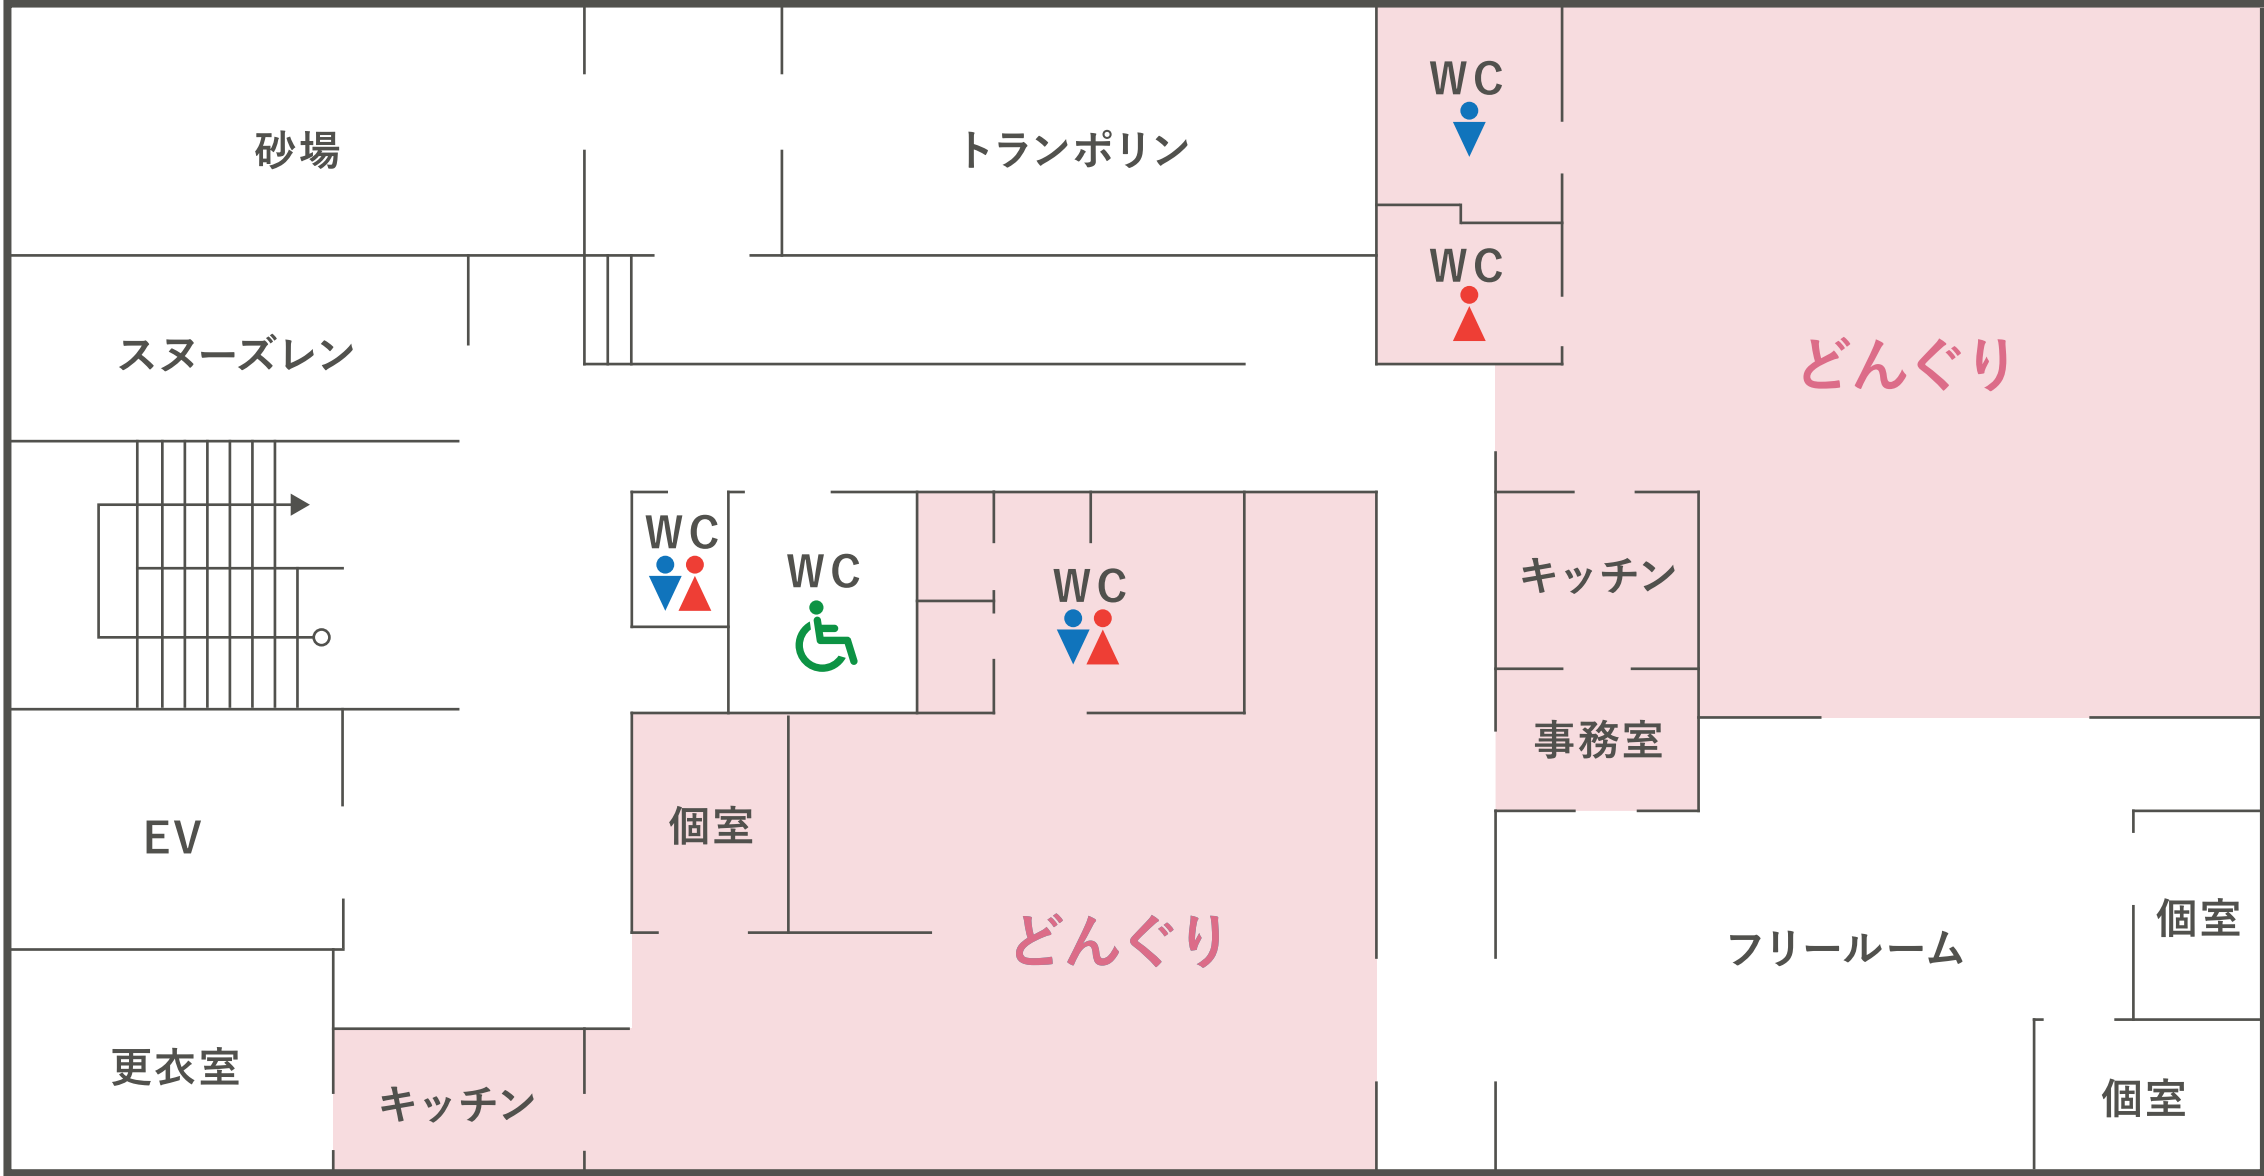 砂場
トランポリン
WC
WC
スヌーズレン
どんぐり
WC
WC
WC
キッチン
事務室
EV
個室
どんぐり
フリールーム
個室
更衣室
キッチン
個室